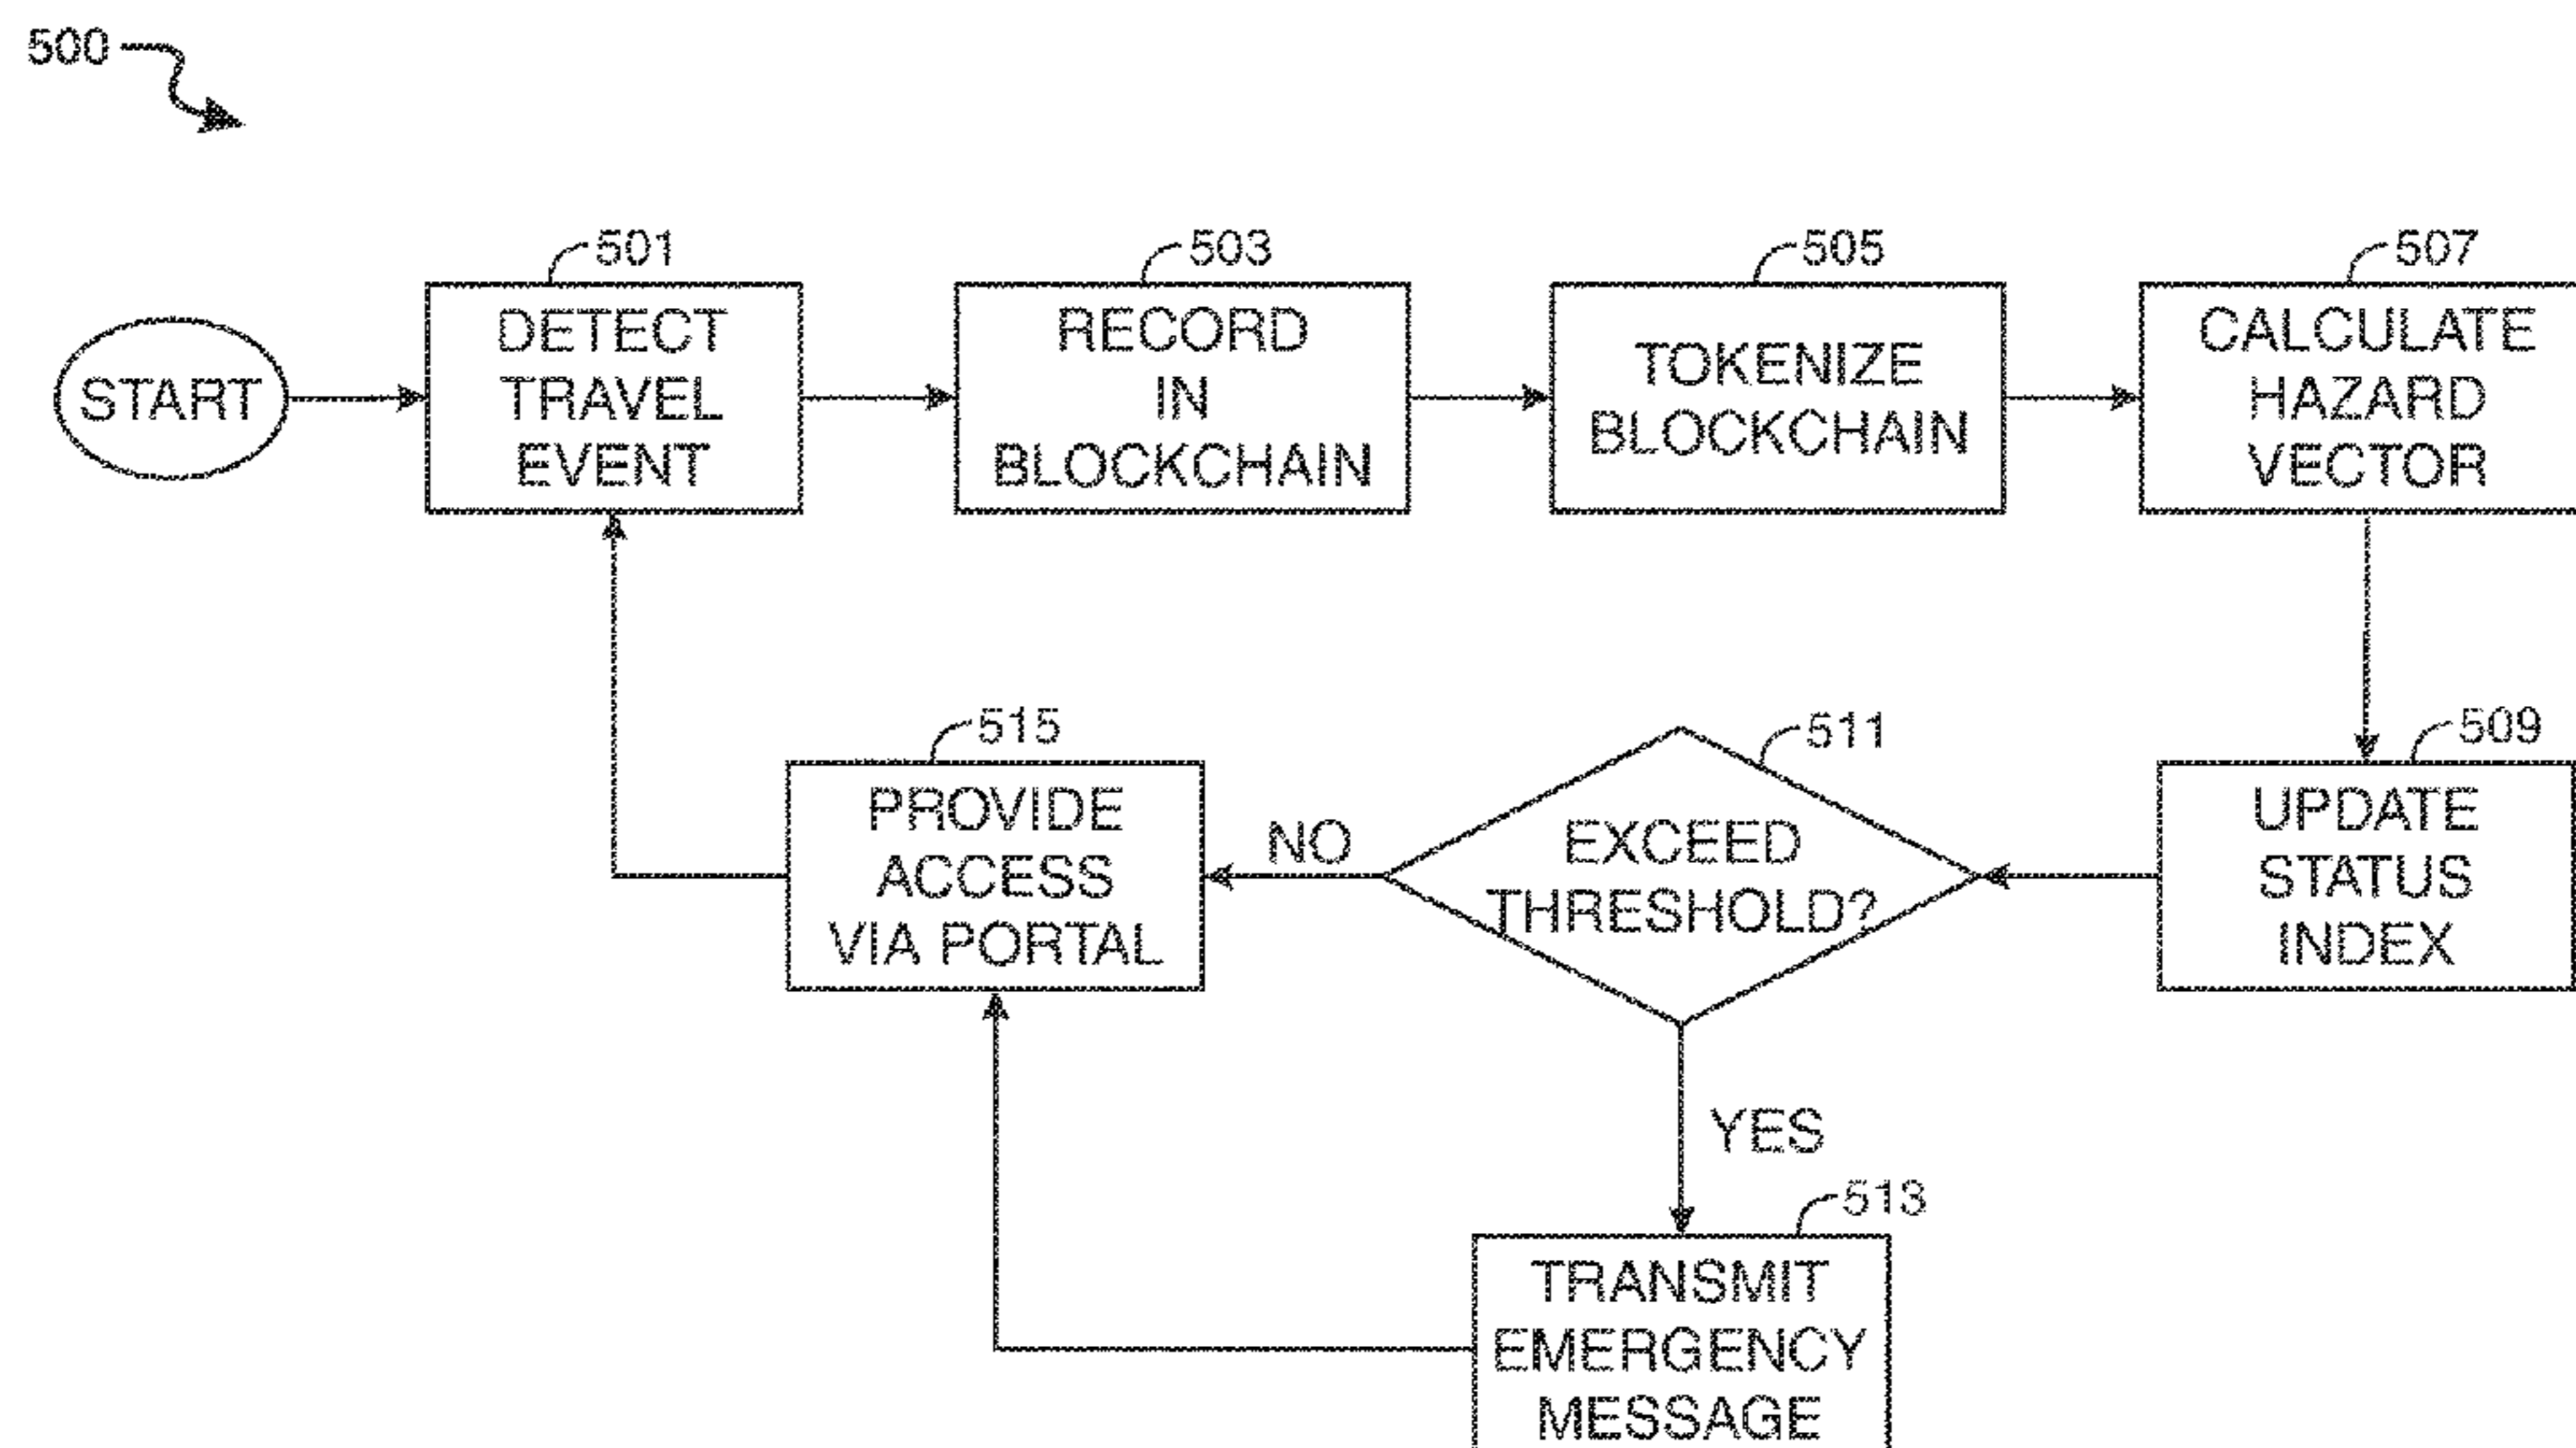 500
501
503
505
507
START
DETECT
TRAVEL
EVENT
RECORD
IN
BLOCKCHAIN
TOKENIZE
BLOCKCHAIN
CALCULATE
HAZARD
VECTOR
515
511
509
PROVIDE
ACCESS
VIA PORTAL
NO
EXCEED
THRESHOLD?
UPDATE
STATUS
INDEX
YES
513
TRANSMIT
EMERGENCY
MESSAGE